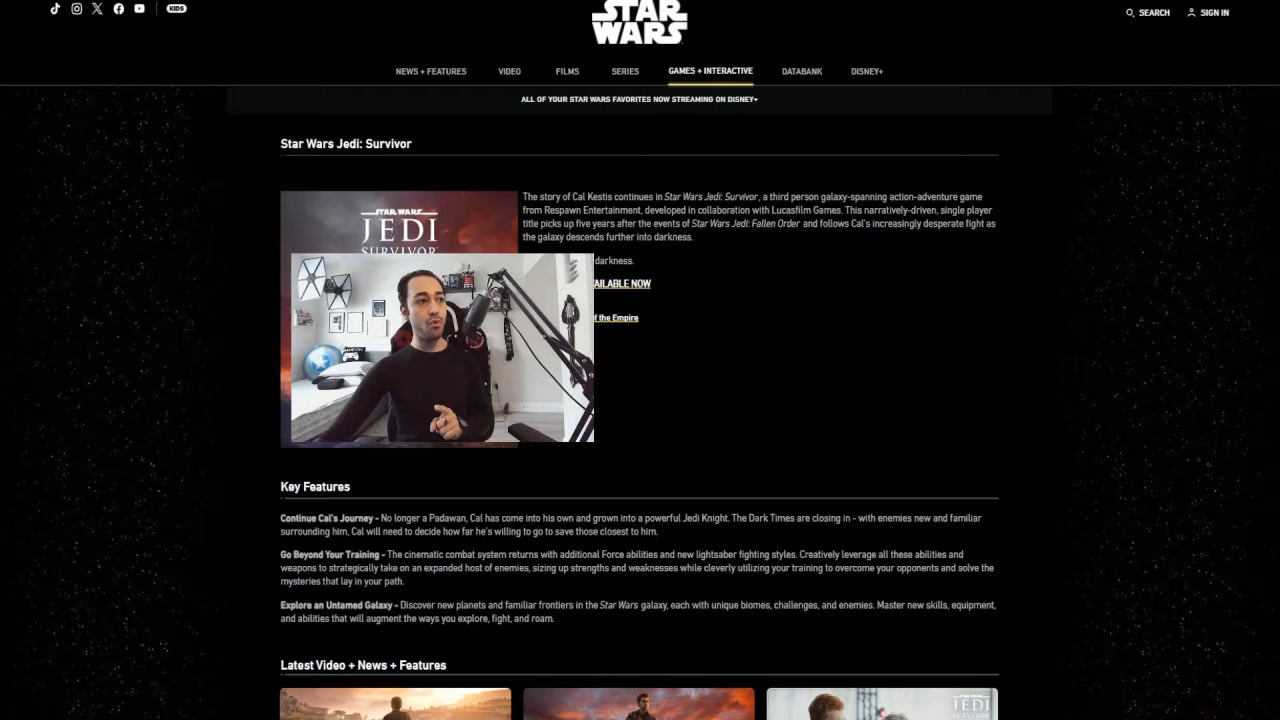 KIDS
STAR
WARS
SEARCH
SIGN IN
NEWS + FEATURES
VIDEO
FILMS
SERIES
GAMES + INTERACTIVE
DATABANK
DISNEY+
ALL OF YOUR STAR WARS FAVORITES NOW STREAMING ON DISNEY+
Star Wars Jedi: Survivor
STAR WARS
JEDI
SURVIVOR
The story of Cal Kestis continues in Star Wars Jedi: Survivor, a third person galaxy-spanning action-adventure game
from Respawn Entertainment, developed in collaboration with Lucasfilm Games. This narratively-driven, single player
title picks up five years after the events of Star Wars Jedi: Fallen Order and follows Cal's increasingly desperate fight as
the galaxy descends further into darkness.
darkness.
AILABLE NOW
f the Empire
GAME ON
Key Features
Continue Cal's Journey - No longer a Padawan, Cal has come into his own and grown into a powerful Jedi Knight. The Dark Times are closing in - with enemies new and familiar
surrounding him, Cal will need to decide how far he's willing to go to save those closest to him.
Go Beyond Your Training - The cinematic combat system returns with additional Force abilities and new lightsaber fighting styles. Creatively leverage all these abilities and
weapons to strategically take on an expanded host of enemies, sizing up strengths and weaknesses while cleverly utilizing your training to overcome your opponents and solve the
mysteries that lay in your path.
Explore an Untamed Galaxy - Discover new planets and familiar frontiers in the Star Wars galaxy, each with unique biomes, challenges, and enemies. Master new skills, equipment,
and abilities that will augment the ways you explore, fight, and roam.
Latest Video + News + Features
STAR WARS
JEDI
SURVIVOR